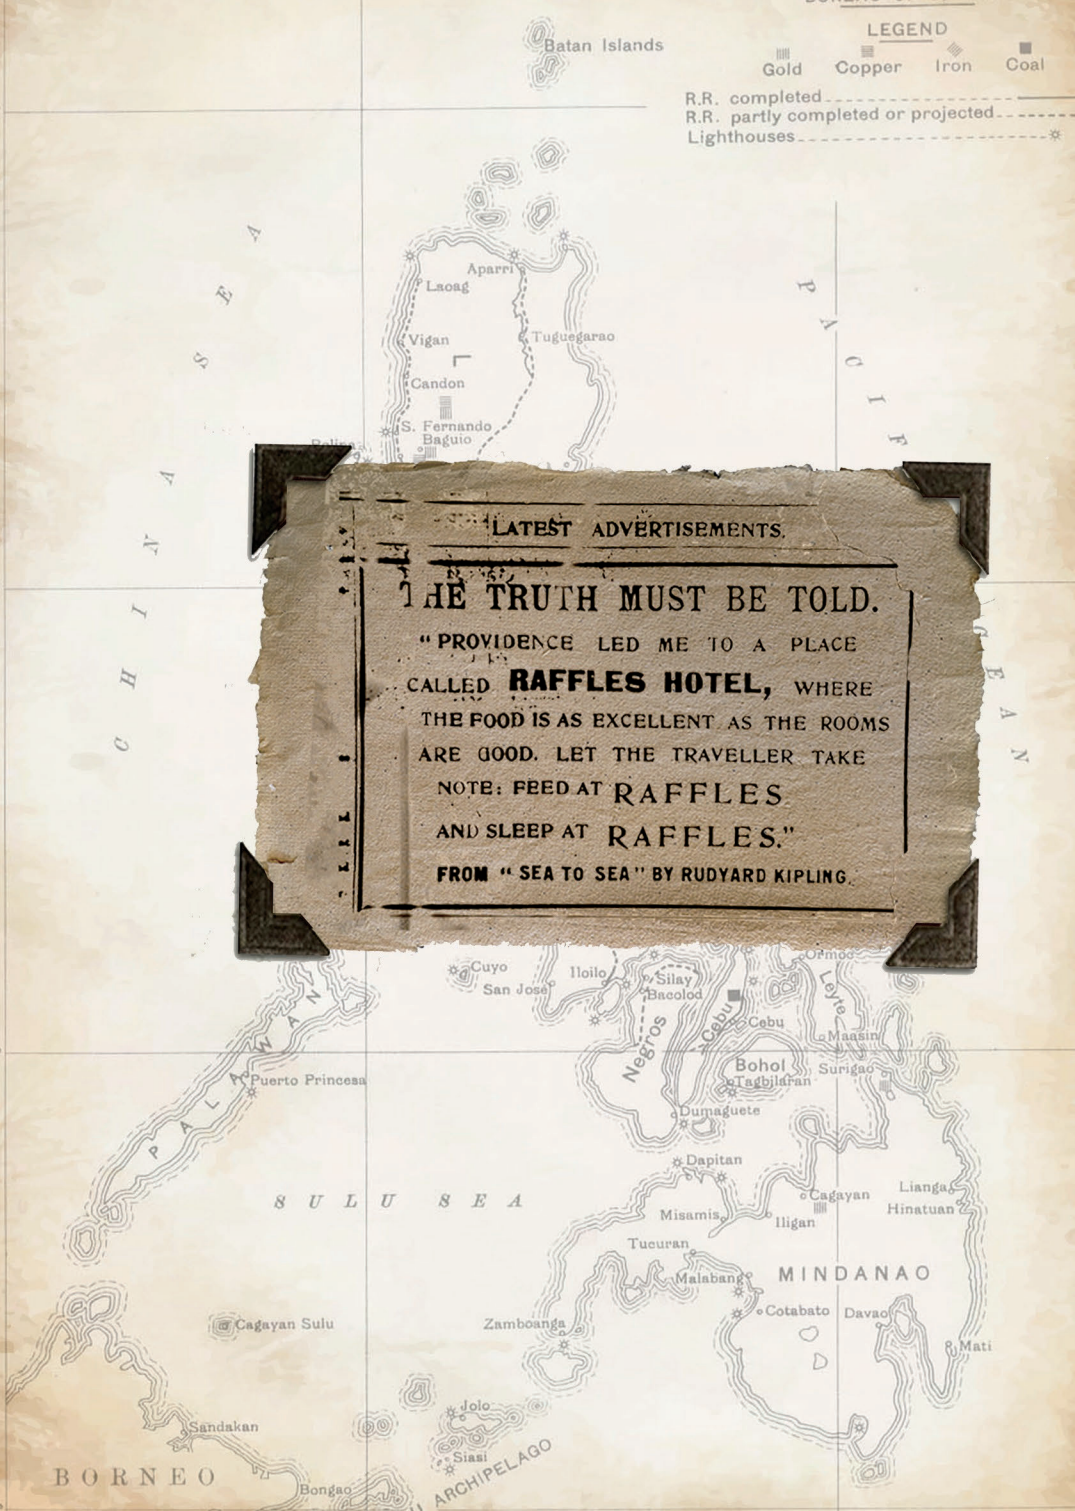 LEGEND
Gold Copper Iron Coal
R.R. completed
R.R. partly completed or projected
Lighthouses
Batan Islands
CHINA SEA
PACIF
CEAN
Aparri
Laoag
Vigan
Tuguegarao
Candon
S. Fernando
Baguio
LATEST ADVERTISEMENTS.
THE TRUTH MUST BE TOLD.
"PROVIDENCE LED ME TO A PLACE
CALLED RAFFLES HOTEL, WHERE
THE FOOD IS AS EXCELLENT AS THE ROOMS
ARE GOOD. LET THE TRAVELLER TAKE
NOTE: FEED AT RAFFLES
AND SLEEP AT RAFFLES."
FROM "SEA TO SEA" BY RUDYARD KIPLING.
Cuyo
San Jose
Iloilo
Silay
Bacolod
Negros
Cebu
Cebu
Ormoc
Leyte
Maasin
Bohol
Tagbilaran
Surigao
Dumaguete
PALAWAN
Puerto Princesa
SULU SEA
Dapitan
Misamis
Cagayan
Iligan
Lianga
Hinatuan
Tucuran
Malabang
MINDANAO
Cotabato
Davao
Mati
Cagayan Sulu
Zamboanga
Jolo
Siasi
ARCHIPELAGO
Sandakan
BORNEO
Bongao